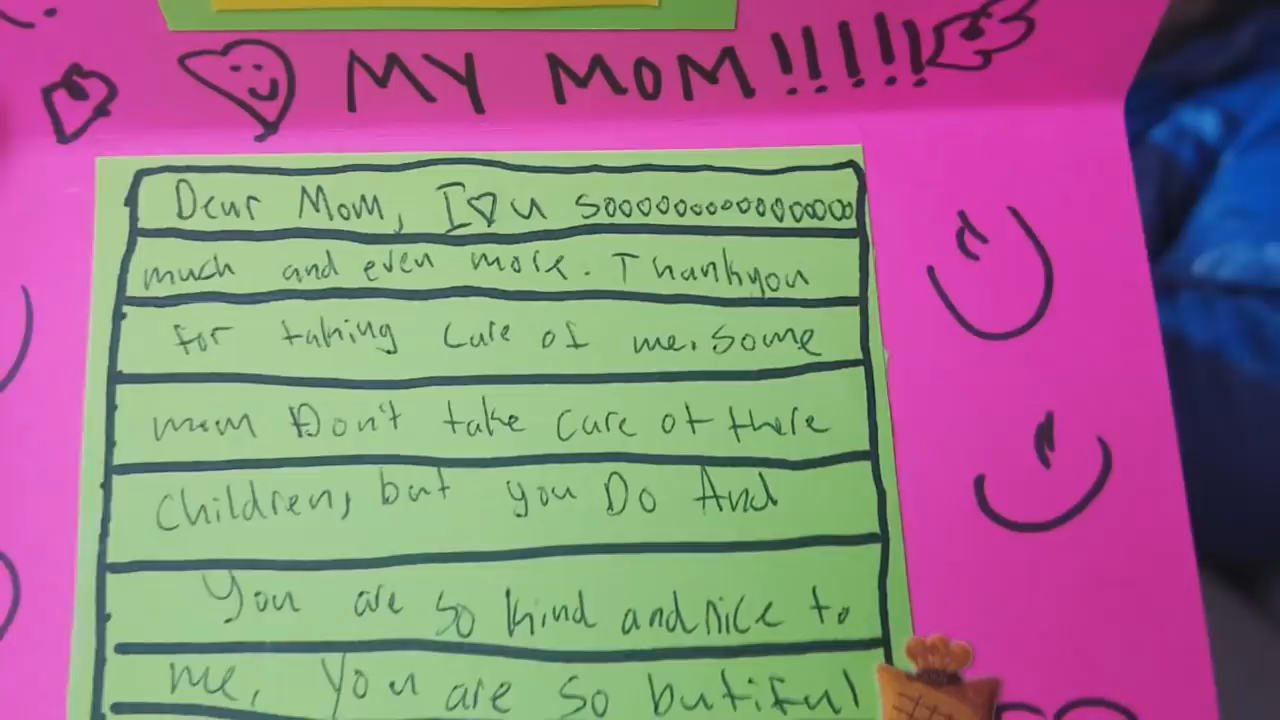 MY MOM!!!!!
Dear Mom, I♡u soooooooooooooooo
much and even more. Thankyou
for taking care of me. Some
mom Don't take care of there
Children, but you Do And
You are so kind and nice to
me, You are so butiful